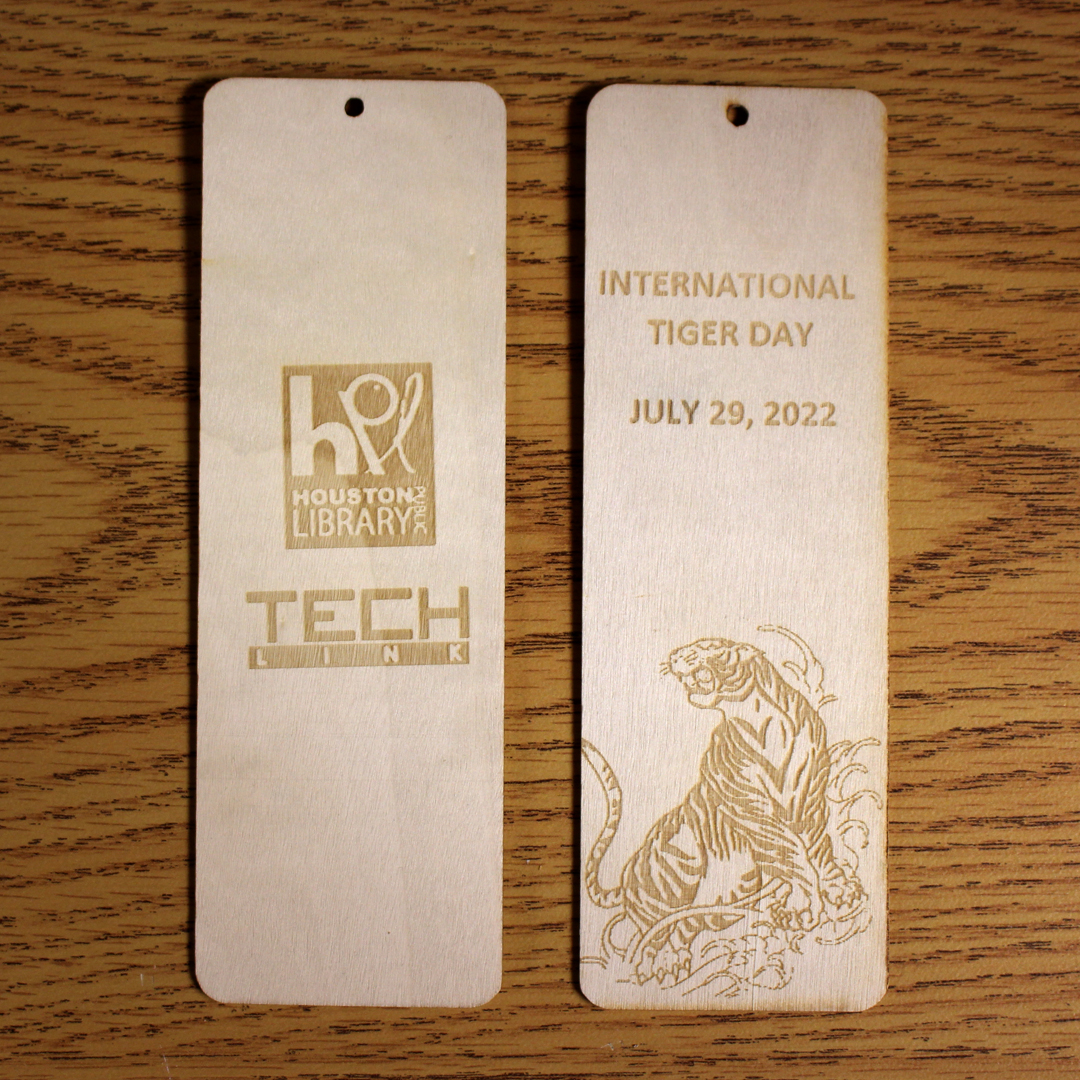 hpl
HOUSTON
LIBRARY
PUBLIC
TECH
LINK
INTERNATIONAL
TIGER DAY
JULY 29, 2022